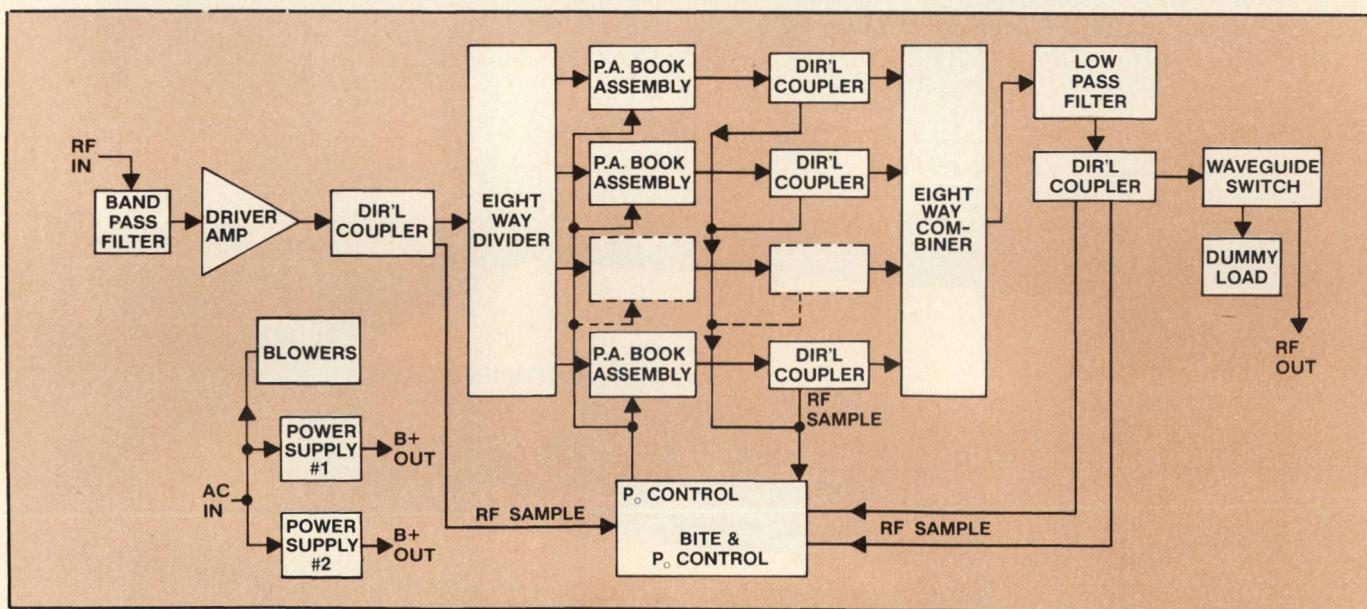 RF
IN
BAND
PASS
FILTER
DRIVER
AMP
DIR'L
COUPLER
EIGHT
WAY
DIVIDER
P.A. BOOK
ASSEMBLY
DIR'L
COUPLER
P.A. BOOK
ASSEMBLY
DIR'L
COUPLER
P.A. BOOK
ASSEMBLY
DIR'L
COUPLER
RF
SAMPLE
EIGHT
WAY
COM-
BINER
LOW
PASS
FILTER
DIR'L
COUPLER
WAVEGUIDE
SWITCH
DUMMY
LOAD
RF
OUT
BLOWERS
POWER
SUPPLY
#1
B+
OUT
AC
IN
POWER
SUPPLY
#2
B+
OUT
RF SAMPLE
P○ CONTROL
BITE &
P○ CONTROL
RF SAMPLE